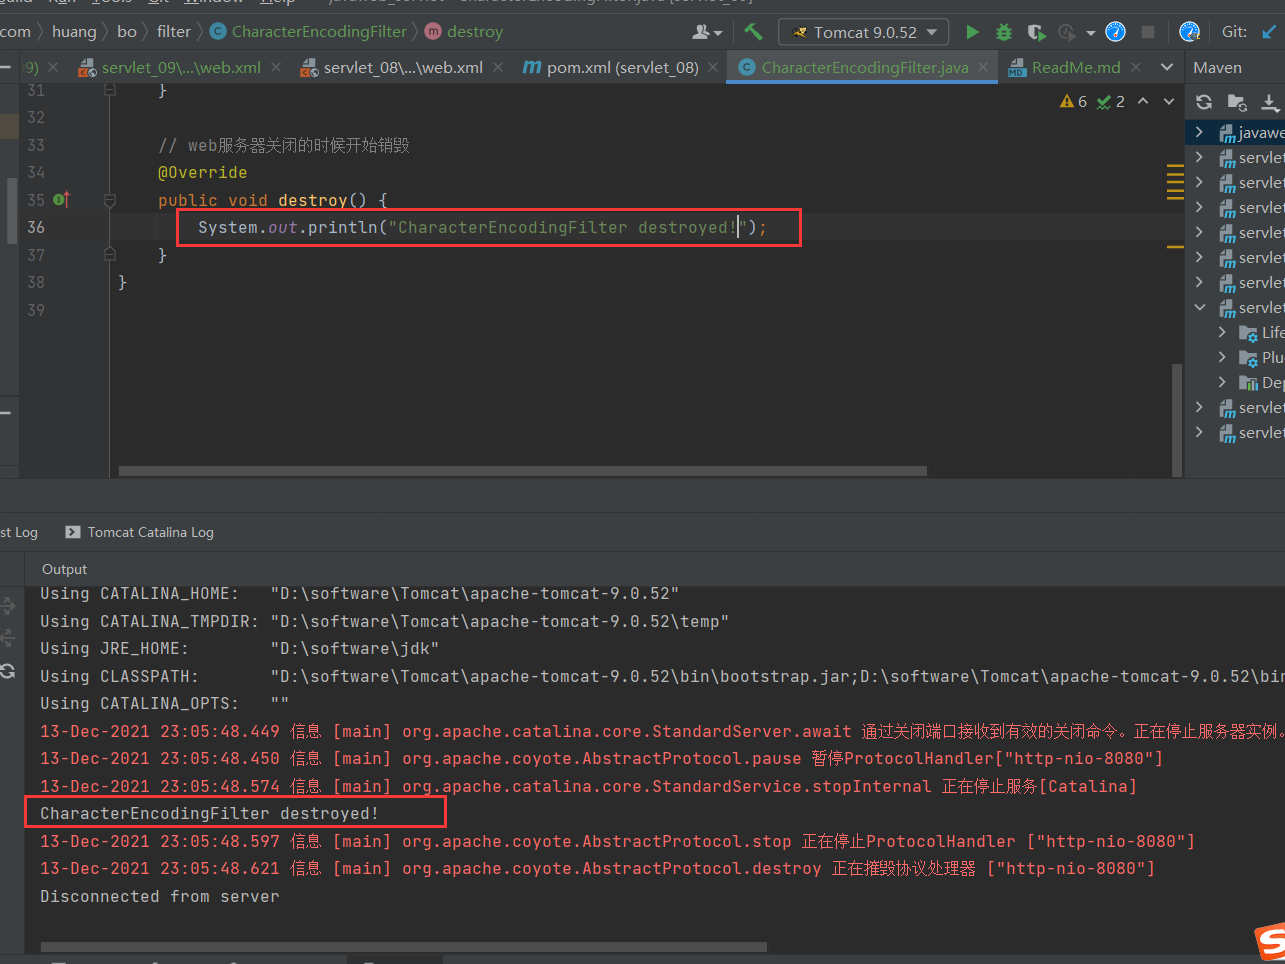 com huang bo filter CharacterEncodingFilter destroy Tomcat 9.0.52 Git:
9) servlet_09\...\web.xml servlet_08\...\web.xml pom.xml (servlet_08) CharacterEncodingFilter.java ReadMe.md Maven
31 }
6 2
32
33 // web服务器关闭的时候开始销毁
34 @Override
35 public void destroy() {
36 System.out.println("CharacterEncodingFilter destroyed!");
37 }
38 }
39
javawe
servlet
servlet
servlet
servlet
servlet
servlet
servlet
Life
Plu
Dep
servlet
servlet
st Log Tomcat Catalina Log
Output
Using CATALINA_HOME: "D:\software\Tomcat\apache-tomcat-9.0.52"
Using CATALINA_TMPDIR: "D:\software\Tomcat\apache-tomcat-9.0.52\temp"
Using JRE_HOME: "D:\software\jdk"
Using CLASSPATH: "D:\software\Tomcat\apache-tomcat-9.0.52\bin\bootstrap.jar;D:\software\Tomcat\apache-tomcat-9.0.52\bin
Using CATALINA_OPTS: ""
13-Dec-2021 23:05:48.449 信息 [main] org.apache.catalina.core.StandardServer.await 通过关闭端口接收到有效的关闭命令。正在停止服务器实例。
13-Dec-2021 23:05:48.450 信息 [main] org.apache.coyote.AbstractProtocol.pause 暂停ProtocolHandler["http-nio-8080"]
13-Dec-2021 23:05:48.574 信息 [main] org.apache.catalina.core.StandardService.stopInternal 正在停止服务[Catalina]
CharacterEncodingFilter destroyed!
13-Dec-2021 23:05:48.597 信息 [main] org.apache.coyote.AbstractProtocol.stop 正在停止ProtocolHandler ["http-nio-8080"]
13-Dec-2021 23:05:48.621 信息 [main] org.apache.coyote.AbstractProtocol.destroy 正在摧毁协议处理器 ["http-nio-8080"]
Disconnected from server